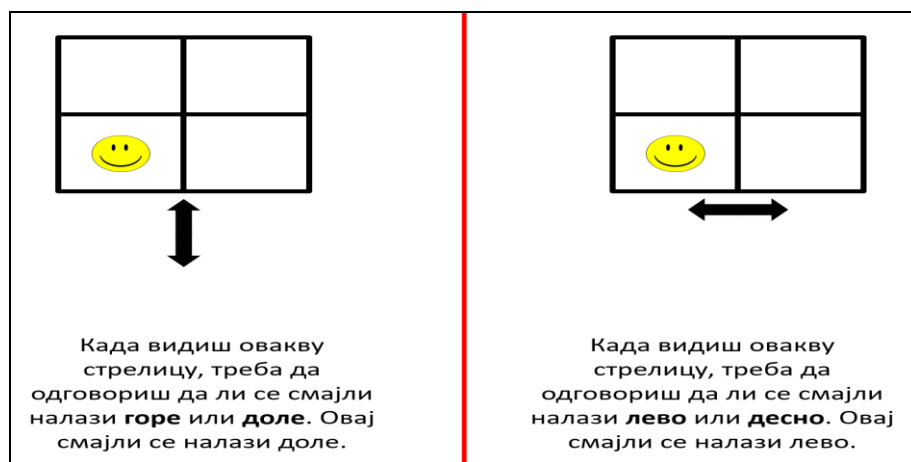 Када видиш овакву
стрелицу, треба да
одговориш да ли се смајли
налази горе или доле. Овај
смајли се налази доле.
Када видиш овакву
стрелицу, треба да
одговориш да ли се смајли
налази лево или десно. Овај
смајли се налази лево.